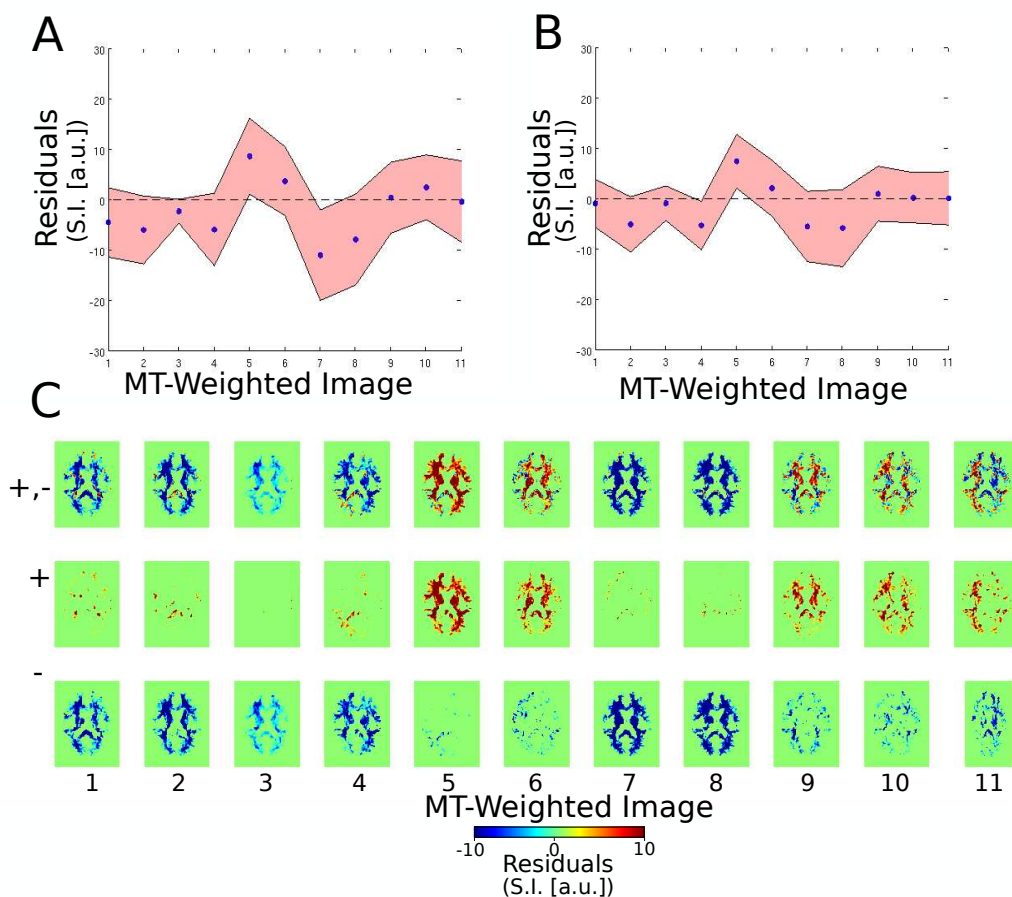 A
B
30
20
10
0
-10
-20
-30
Residuals
(S.I. [a.u.])
1 2 3 4 5 6 7 8 9 10 11
MT-Weighted Image
30
20
10
0
-10
-20
-30
Residuals
(S.I. [a.u.])
1 2 3 4 5 6 7 8 9 10 11
MT-Weighted Image
C
+,-
+
-
1 2 3 4 5 6 7 8 9 10 11
MT-Weighted Image
-10 0 10
Residuals
(S.I. [a.u.])